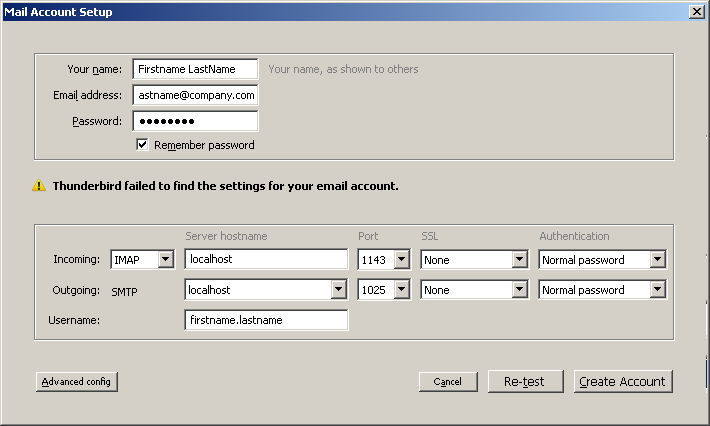 Mail Account Setup
Your name: Firstname LastName Your name, as shown to others
Email address: astname@company.com
Password: ••••••••
Remember password
Thunderbird failed to find the settings for your email account.
Server hostname Port SSL Authentication
Incoming: IMAP localhost 1143 None Normal password
Outgoing: SMTP localhost 1025 None Normal password
Username: firstname.lastname
Advanced config Cancel Re-test Create Account